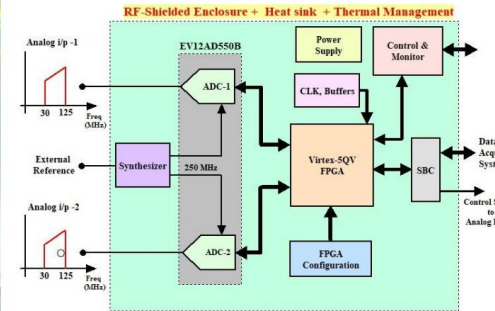 RF-Shielded Enclosure + Heat sink + Thermal Management
Analog i/p -1
30 125 Freq
(MHz)
EV12AD550B
ADC-1
Power
Supply
Control &
Monitor
CLK, Buffers
External
Reference
Synthesizer
250 MHz
Virtex-5QV
FPGA
SBC
Data
Acqu
Syst
Control S
to
Analog
Analog i/p -2
30 125 Freq
(MHz)
ADC-2
FPGA
Configuration